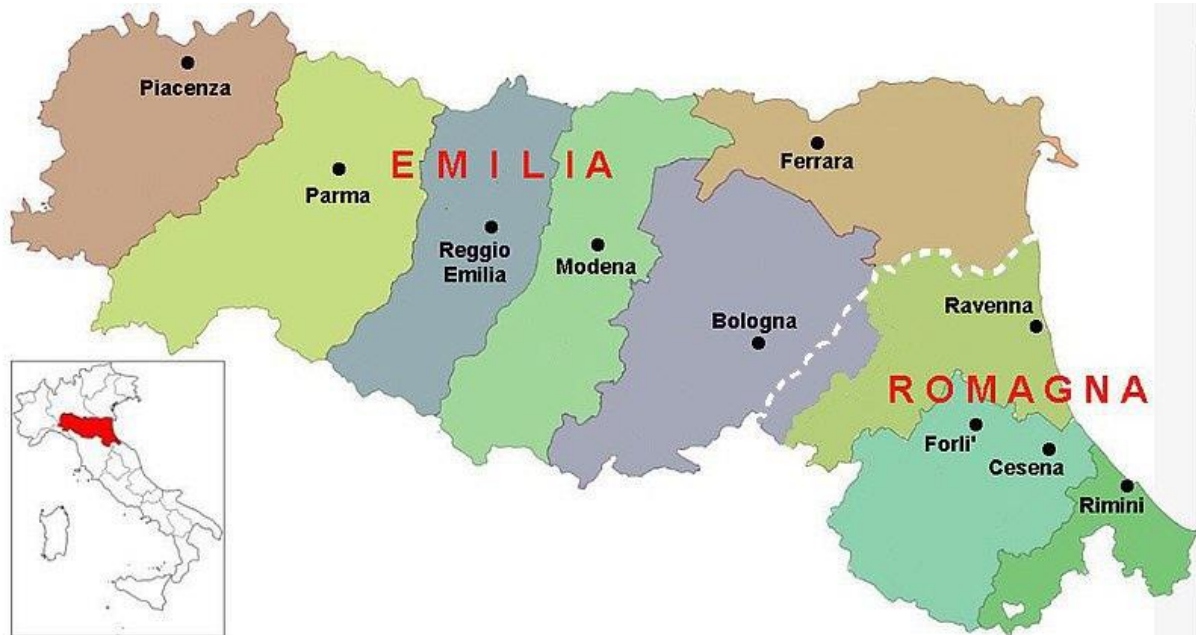 Piacenza
Parma
EMILIA
Reggio
Emilia
Modena
Ferrara
Bologna
Ravenna
ROMAGNA
Forli'
Cesena
Rimini